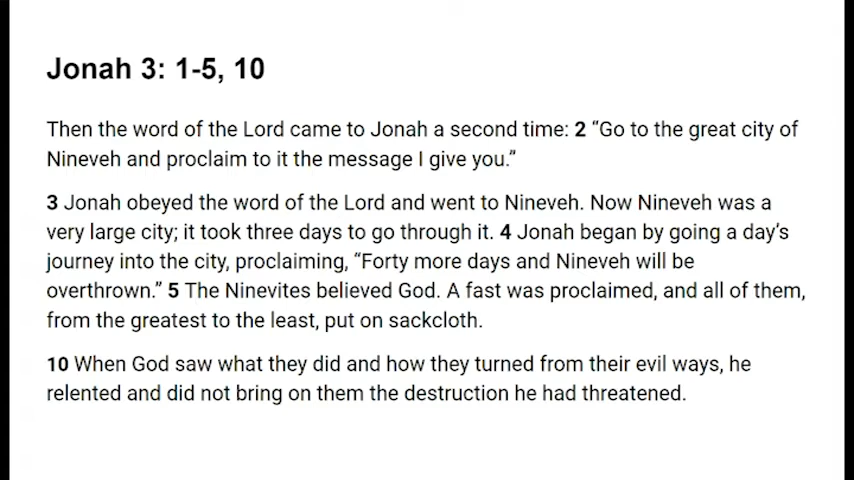 Jonah 3: 1-5, 10
Then the word of the Lord came to Jonah a second time: 2 “Go to the great city of
Nineveh and proclaim to it the message I give you.”
3 Jonah obeyed the word of the Lord and went to Nineveh. Now Nineveh was a
very large city; it took three days to go through it. 4 Jonah began by going a day’s
journey into the city, proclaiming, “Forty more days and Nineveh will be
overthrown.” 5 The Ninevites believed God. A fast was proclaimed, and all of them,
from the greatest to the least, put on sackcloth.
10 When God saw what they did and how they turned from their evil ways, he
relented and did not bring on them the destruction he had threatened.